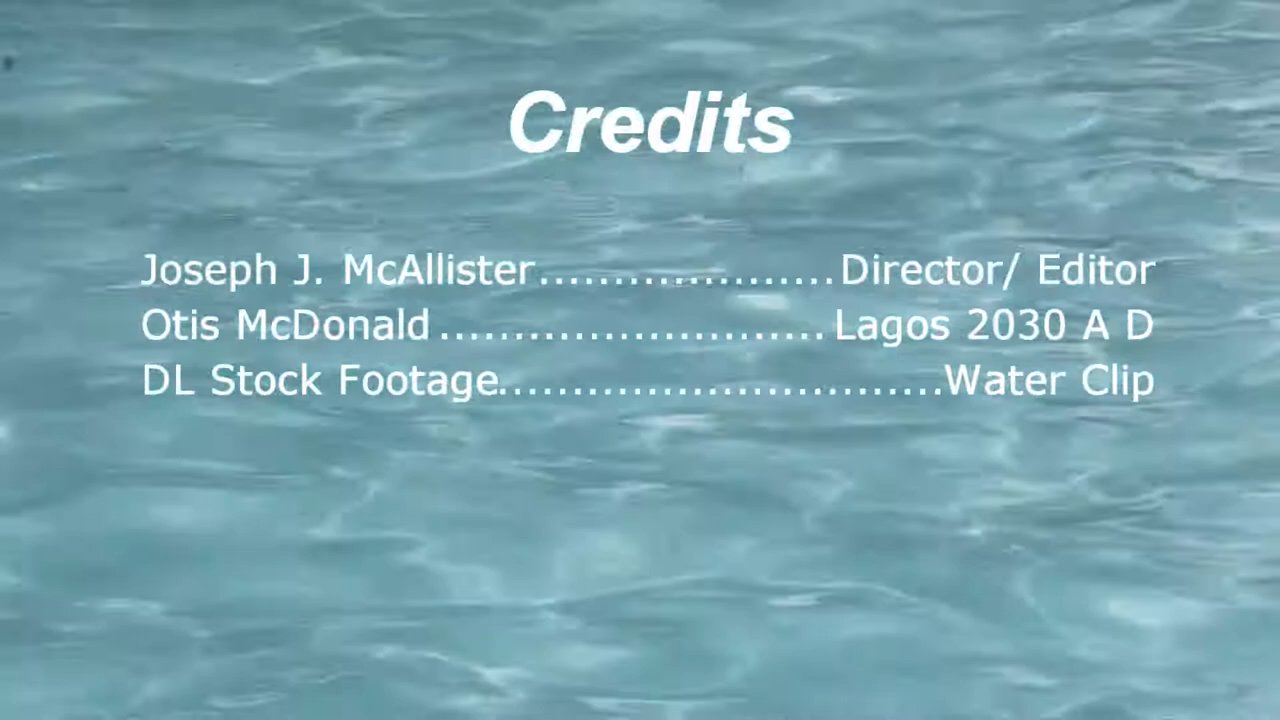 Credits
Joseph J. McAllister....................Director/ Editor
Otis McDonald..........................Lagos 2030 A D
DL Stock Footage..............................Water Clip